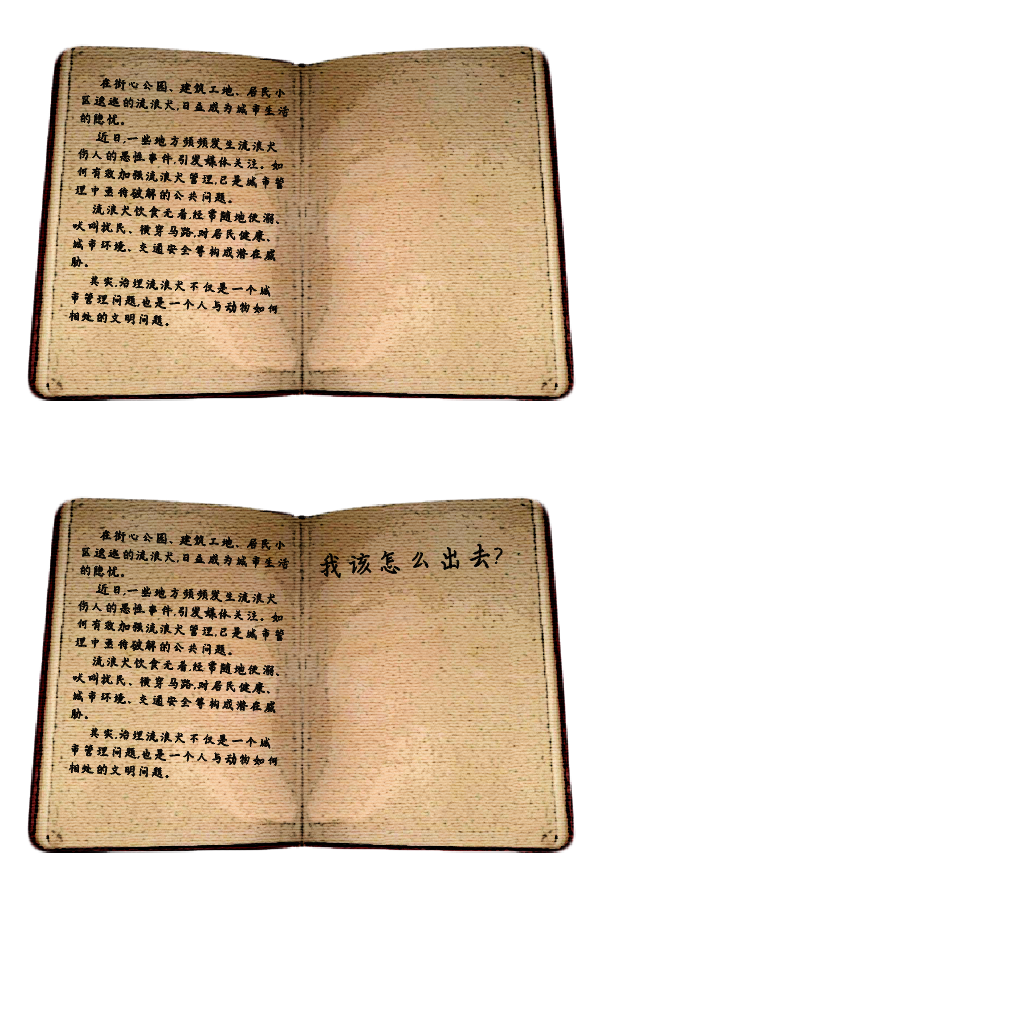 在街心公园、建筑工地、居民小
区逡巡的流浪犬,日益成为城市生活
的隐忧。
近日,一些地方频频发生流浪犬
伤人的恶性事件,引发媒体关注。如
何有效加强流浪犬管理,已是城市管
理中亟待破解的公共问题。
流浪犬饮食无着,经常随地便溺、
吠叫扰民、横穿马路,对居民健康、
城市环境、交通安全等构成潜在威
胁。
其实,治理流浪犬不仅是一个城
市管理问题,也是一个人与动物如何
相处的文明问题。
在街心公园、建筑工地、居民小
区逡巡的流浪犬,日益成为城市生活
的隐忧。
近日,一些地方频频发生流浪犬
伤人的恶性事件,引发媒体关注。如
何有效加强流浪犬管理,已是城市管
理中亟待破解的公共问题。
流浪犬饮食无着,经常随地便溺、
吠叫扰民、横穿马路,对居民健康、
城市环境、交通安全等构成潜在威
胁。
其实,治理流浪犬不仅是一个城
市管理问题,也是一个人与动物如何
相处的文明问题。
我该怎么出去?